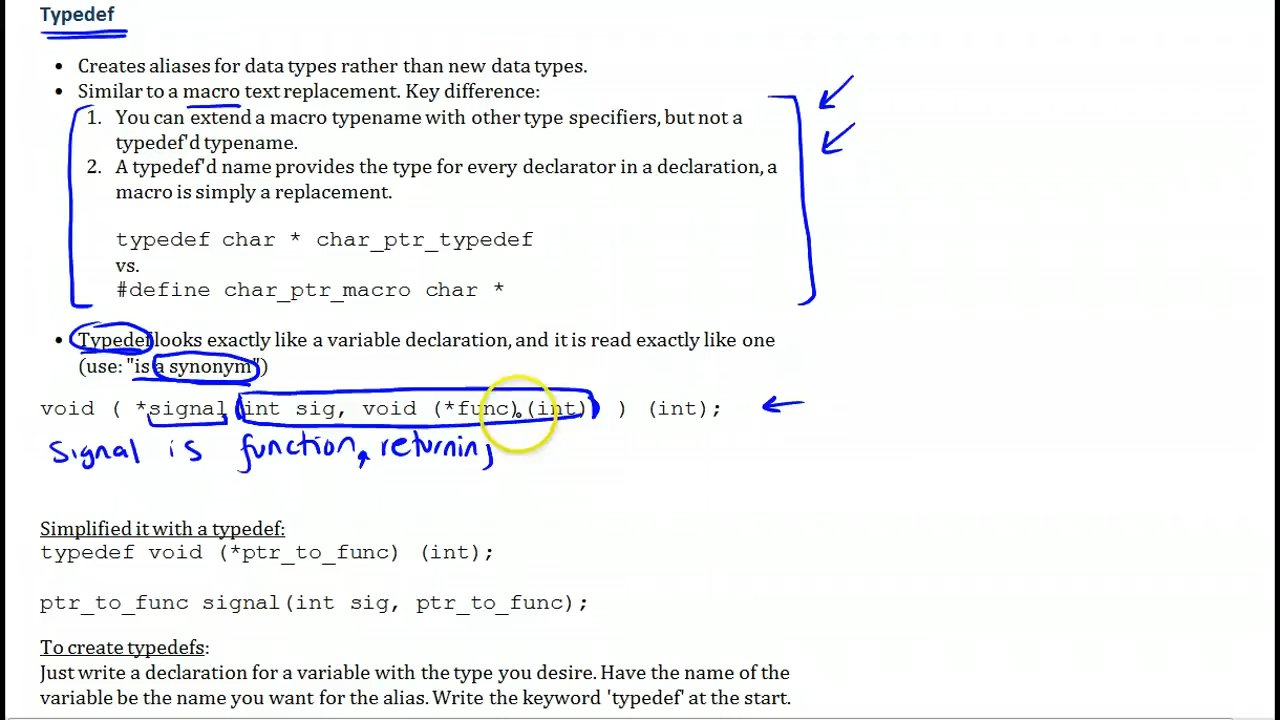 Typedef
• Creates aliases for data types rather than new data types.
• Similar to a macro text replacement. Key difference:
1. You can extend a macro typename with other type specifiers, but not a
typedef'd typename.
2. A typedef'd name provides the type for every declarator in a declaration, a
macro is simply a replacement.
typedef char * char_ptr_typedef
vs.
#define char_ptr_macro char *
• Typedef looks exactly like a variable declaration, and it is read exactly like one
(use: "is a synonym")
void ( *signal (int sig, void (*func) (int) ) ) (int);
signal is function, returnin
Simplified it with a typedef:
typedef void (*ptr_to_func) (int);
ptr_to_func signal(int sig, ptr_to_func);
To create typedefs:
Just write a declaration for a variable with the type you desire. Have the name of the
variable be the name you want for the alias. Write the keyword 'typedef' at the start.